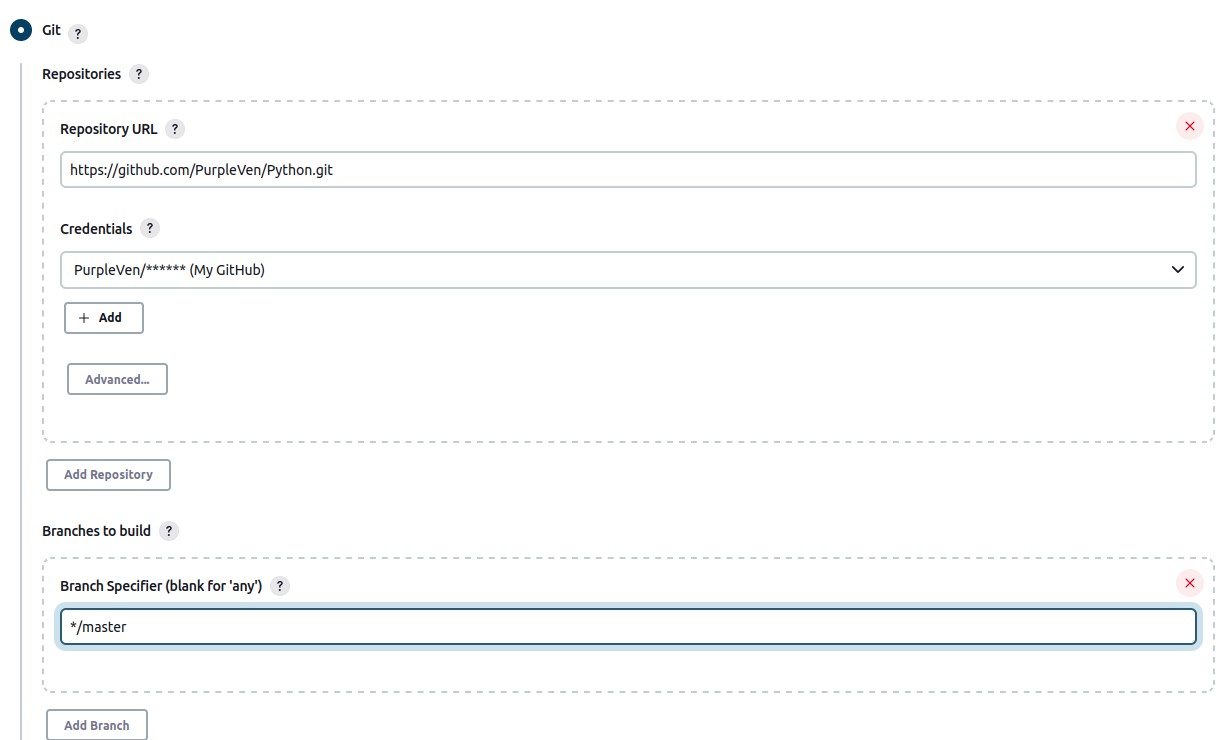 Git ?
Repositories ?
Repository URL ?
https://github.com/PurpleVen/Python.git
Credentials ?
PurpleVen/****** (My GitHub)
+ Add
Advanced...
Add Repository
Branches to build ?
Branch Specifier (blank for 'any') ?
*/master
Add Branch